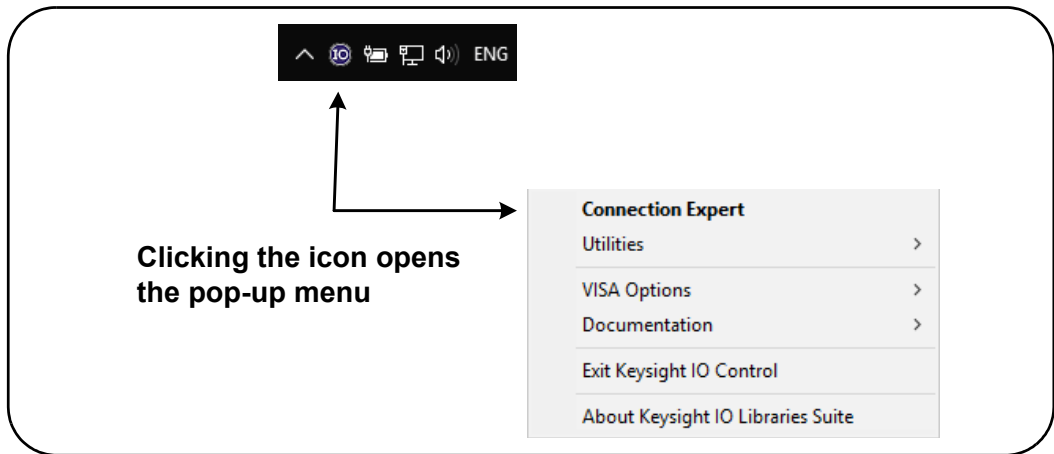 IO ENG
Clicking the icon opens
the pop-up menu
Connection Expert
Utilities
VISA Options
Documentation
Exit Keysight IO Control
About Keysight IO Libraries Suite